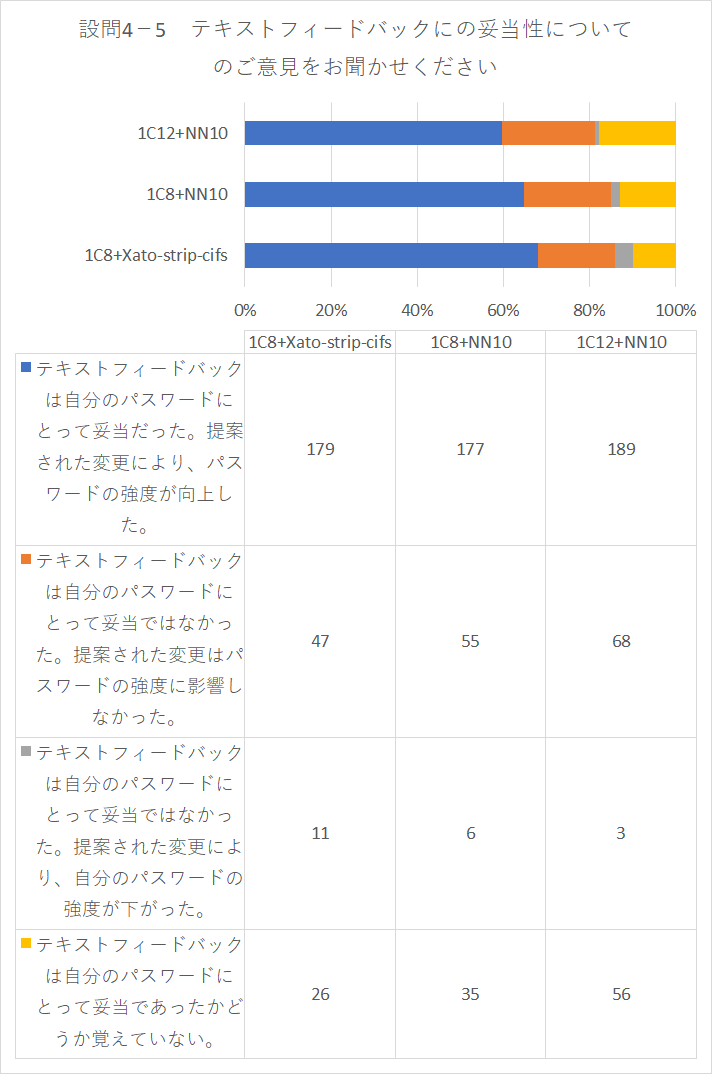 設問4－5　テキストフィードバックにの妥当性について
のご意見をお聞かせください
1C12+NN10
1C8+NN10
1C8+Xato-strip-cifs
0% 20% 40% 60% 80% 100%
1C8+Xato-strip-cifs 1C8+NN10 1C12+NN10
テキストフィードバック
は自分のパスワードに
とって妥当だった。提案
された変更により、パス
ワードの強度が向上し
た。
179 177 189
テキストフィードバック
は自分のパスワードに
とって妥当ではなかっ
た。提案された変更はパ
スワードの強度に影響し
なかった。
47 55 68
テキストフィードバック
は自分のパスワードに
とって妥当ではなかっ
た。提案された変更によ
り、自分のパスワードの
強度が下がった。
11 6 3
テキストフィードバック
は自分のパスワードに
とって妥当であったかど
うか覚えていない。
26 35 56